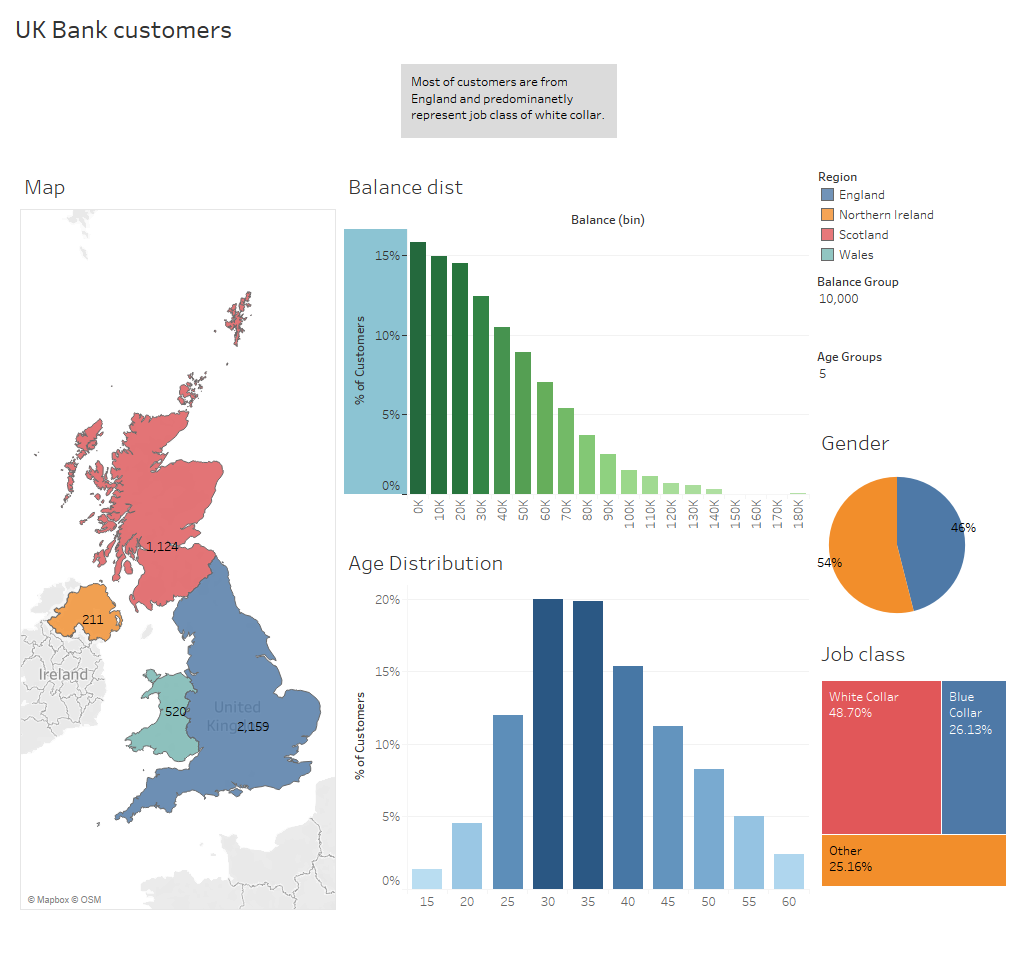 UK Bank customers
Most of customers are from
England and predominanetly
represent job class of white collar.
Map
1,124
211
Ireland
520
United
Kingdom
2,159
© Mapbox © OSM
Balance dist
Balance (bin)
% of Customers
15%
10%
5%
0%
0K
10K
20K
30K
40K
50K
60K
70K
80K
90K
100K
110K
120K
130K
140K
150K
160K
170K
180K
Age Distribution
% of Customers
20%
15%
10%
5%
0%
15
20
25
30
35
40
45
50
55
60
Region
England
Northern Ireland
Scotland
Wales
Balance Group
10,000
Age Groups
5
Gender
46%
54%
Job class
White Collar
48.70%
Blue
Collar
26.13%
Other
25.16%